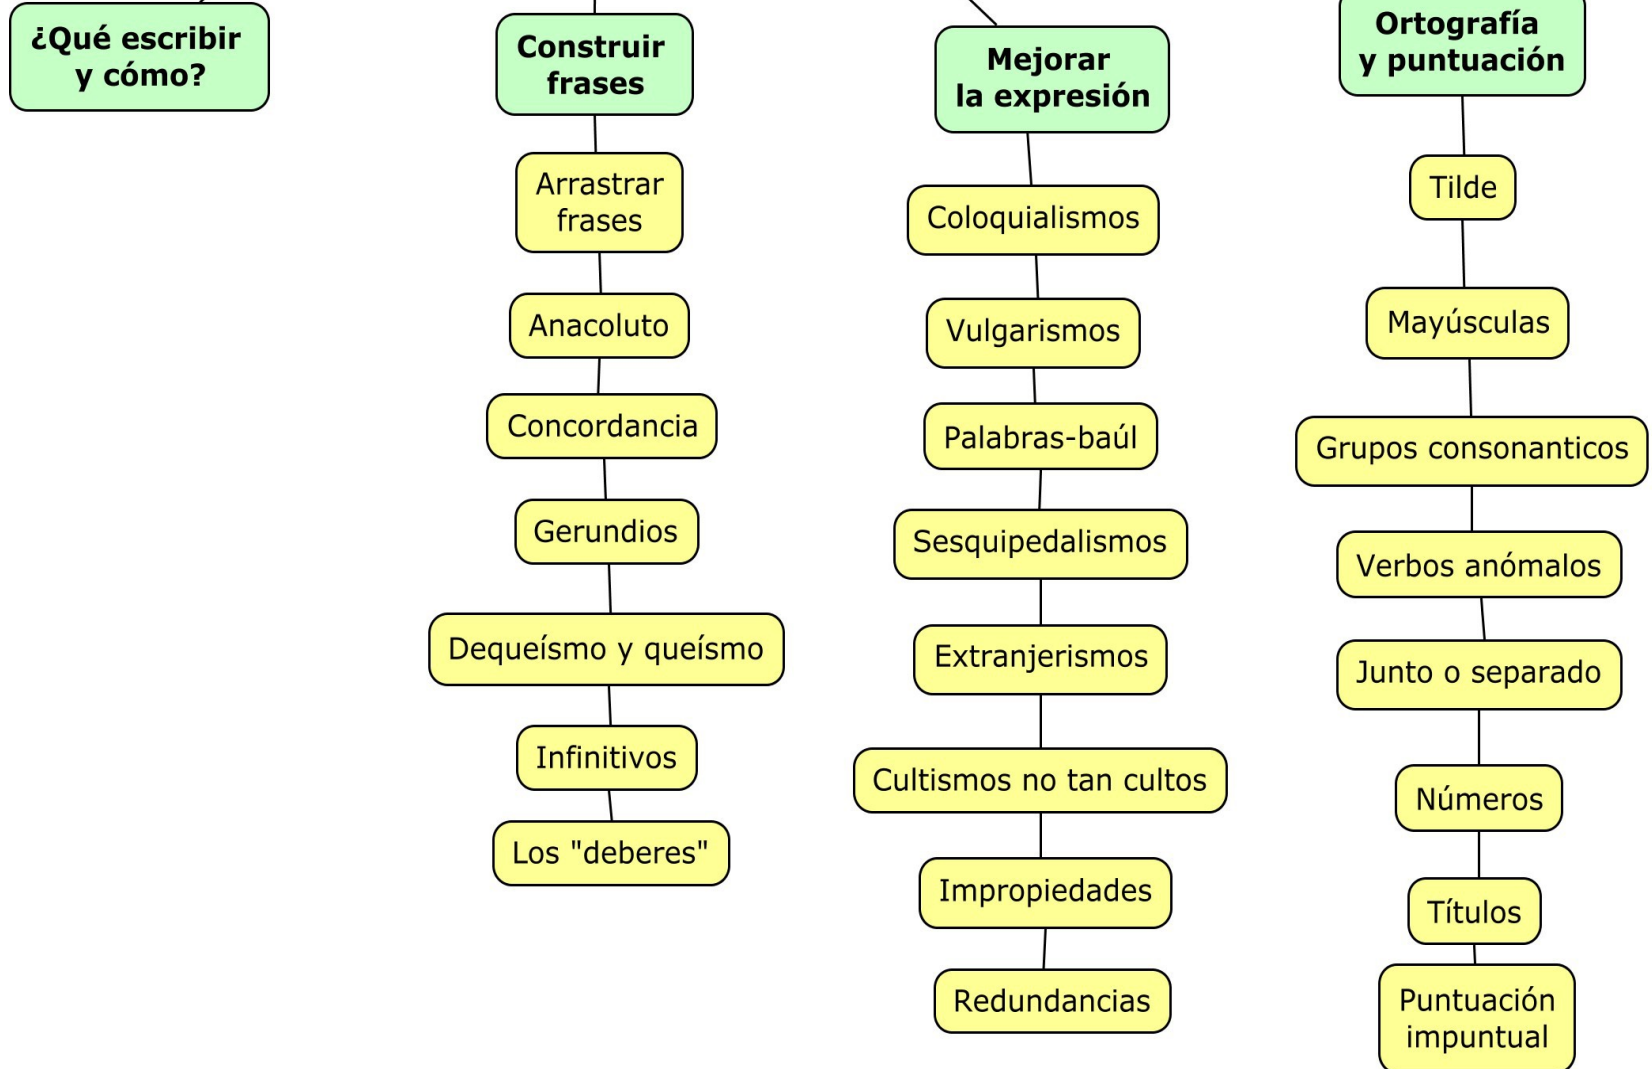 ¿Qué escribir
y cómo?
Construir
frases
Arrastrar
frases
Anacoluto
Concordancia
Gerundios
Dequeísmo y queísmo
Infinitivos
Los "deberes"
Mejorar
la expresión
Coloquialismos
Vulgarismos
Palabras-baúl
Sesquipedalismos
Extranjerismos
Cultismos no tan cultos
Impropiedades
Redundancias
Ortografía
y puntuación
Tilde
Mayúsculas
Grupos consonanticos
Verbos anómalos
Junto o separado
Números
Títulos
Puntuación
impuntual